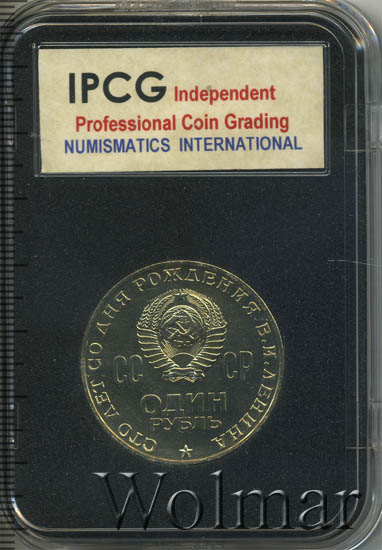 IPCG Independent
Professional Coin Grading
NUMISMATICS INTERNATIONAL
СТО ЛЕТ СО ДНЯ РОЖДЕНИЯ В.И.ЛЕНИНА
СС СР
ОДИН
РУБЛЬ
Wolmar